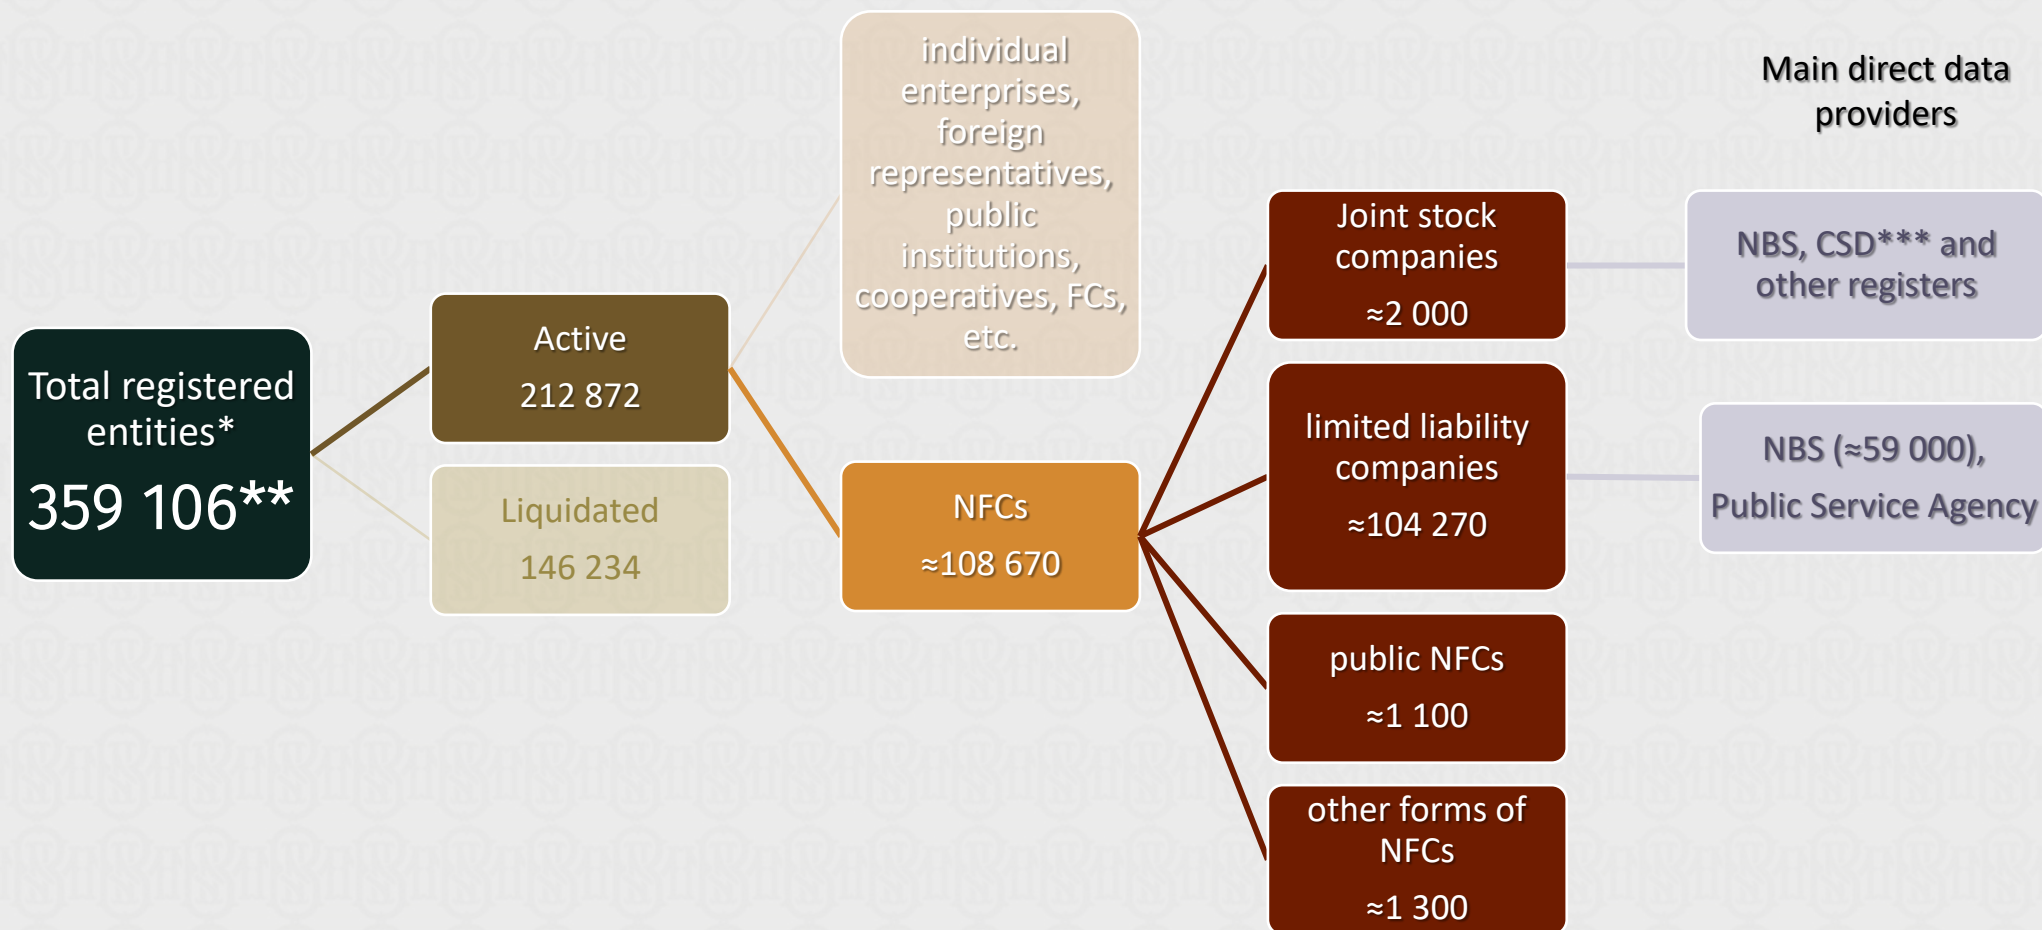 Total registered
entities*
359 106**
Active
212 872
Liquidated
146 234
individual
enterprises,
foreign
representatives,
public
institutions,
cooperatives, FCs,
etc.
NFCs
≈108 670
Joint stock
companies
≈2 000
limited liability
companies
≈104 270
public NFCs
≈1 100
other forms of
NFCs
≈1 300
Main direct data
providers
NBS, CSD*** and
other registers
NBS (≈59 000),
Public Service Agency